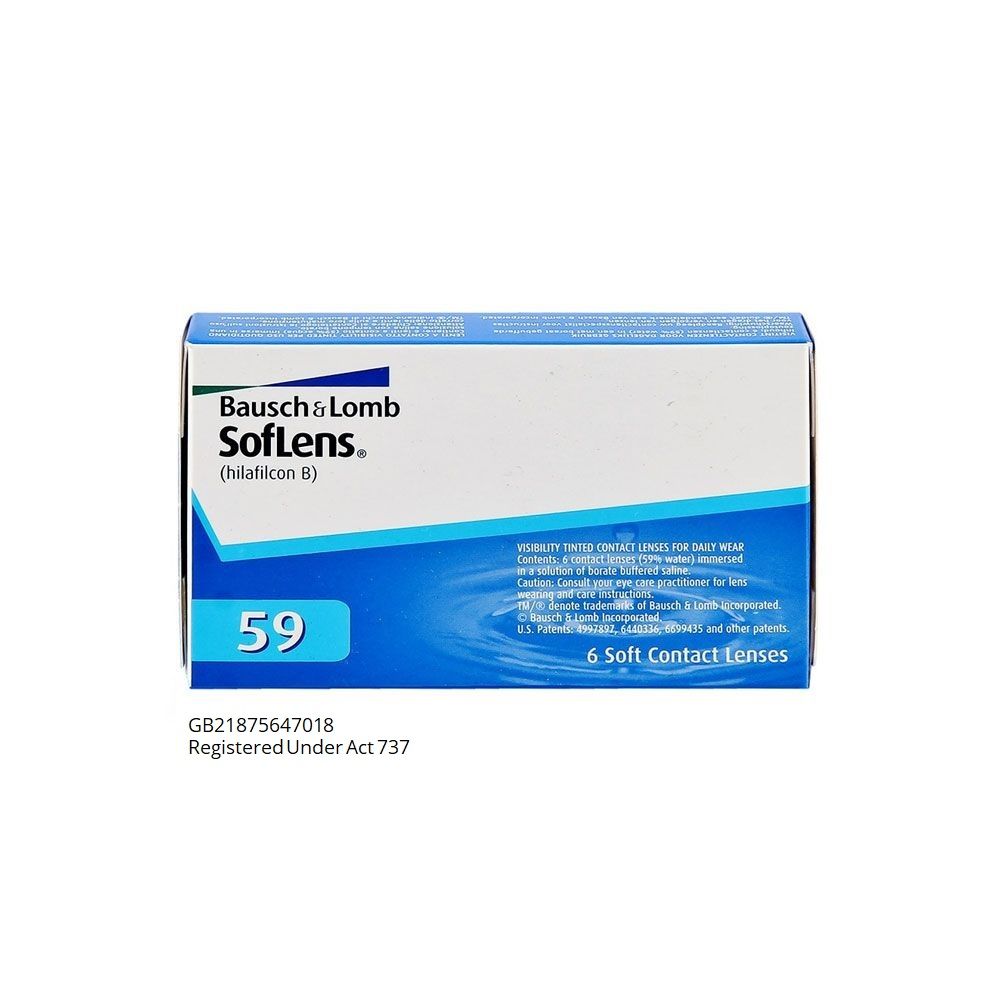 Bausch & Lomb
SofLens®
(hilafilcon B)
VISIBILITY TINTED CONTACT LENSES FOR DAILY WEAR
Contents: 6 contact lenses (59% water) immersed
in a solution of borate buffered saline.
Caution: Consult your eye care practitioner for lens
wearing and care instructions.
TM/® denote trademarks of Bausch & Lomb Incorporated.
© Bausch & Lomb Incorporated.
U.S. Patents: 4997897, 6440336, 6699435 and other patents.
59
6 Soft Contact Lenses
GB21875647018
Registered Under Act 737